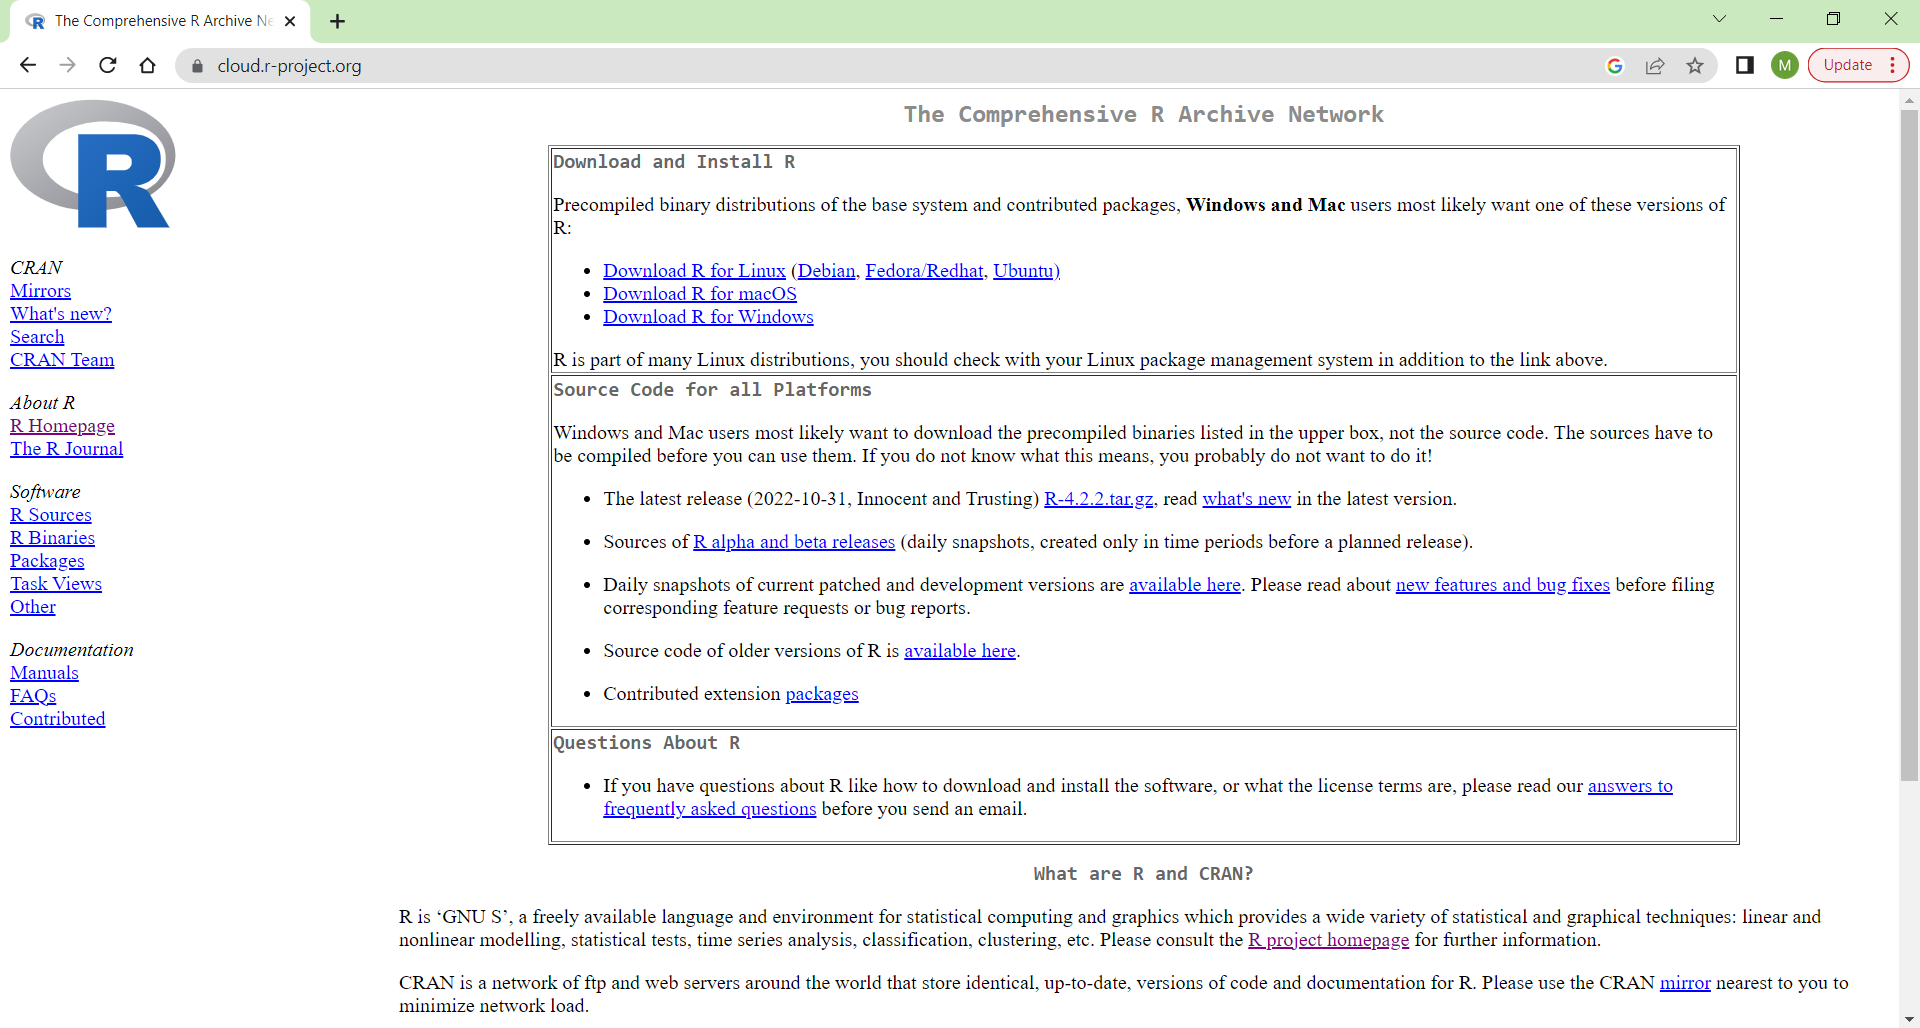 The Comprehensive R Archive Ne
cloud.r-project.org
M
Update
R
CRAN
Mirrors
What's new?
Search
CRAN Team
About R
R Homepage
The R Journal
Software
R Sources
R Binaries
Packages
Task Views
Other
Documentation
Manuals
FAQs
Contributed
The Comprehensive R Archive Network
Download and Install R
Precompiled binary distributions of the base system and contributed packages, Windows and Mac users most likely want one of these versions of
R:
Download R for Linux (Debian, Fedora/Redhat, Ubuntu)
Download R for macOS
Download R for Windows
R is part of many Linux distributions, you should check with your Linux package management system in addition to the link above.
Source Code for all Platforms
Windows and Mac users most likely want to download the precompiled binaries listed in the upper box, not the source code. The sources have to
be compiled before you can use them. If you do not know what this means, you probably do not want to do it!
The latest release (2022-10-31, Innocent and Trusting) R-4.2.2.tar.gz, read what's new in the latest version.
Sources of R alpha and beta releases (daily snapshots, created only in time periods before a planned release).
Daily snapshots of current patched and development versions are available here. Please read about new features and bug fixes before filing
corresponding feature requests or bug reports.
Source code of older versions of R is available here.
Contributed extension packages
Questions About R
If you have questions about R like how to download and install the software, or what the license terms are, please read our answers to
frequently asked questions before you send an email.
What are R and CRAN?
R is ‘GNU S’, a freely available language and environment for statistical computing and graphics which provides a wide variety of statistical and graphical techniques: linear and
nonlinear modelling, statistical tests, time series analysis, classification, clustering, etc. Please consult the R project homepage for further information.
CRAN is a network of ftp and web servers around the world that store identical, up-to-date, versions of code and documentation for R. Please use the CRAN mirror nearest to you to
minimize network load.